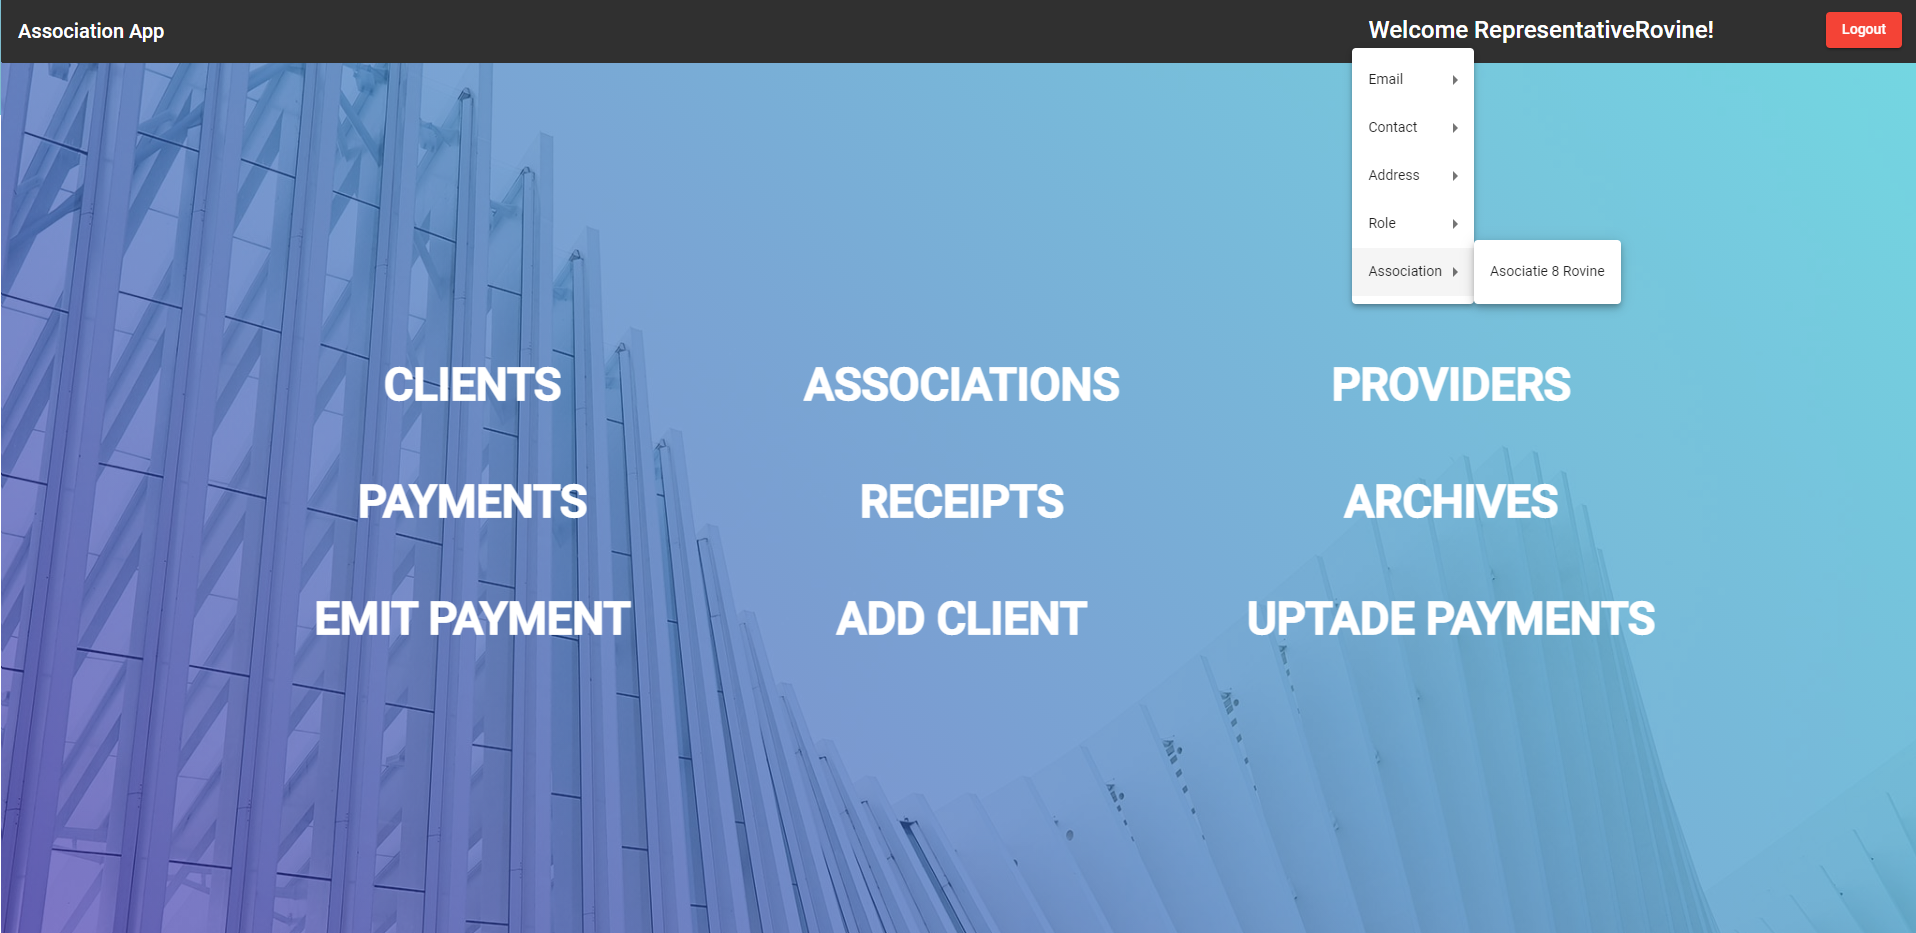 Association App
Welcome RepresentativeRovine!
Logout
Email
Contact
Address
Role
Association
Asociatie 8 Rovine
CLIENTS
ASSOCIATIONS
PROVIDERS
PAYMENTS
RECEIPTS
ARCHIVES
EMIT PAYMENT
ADD CLIENT
UPTADE PAYMENTS